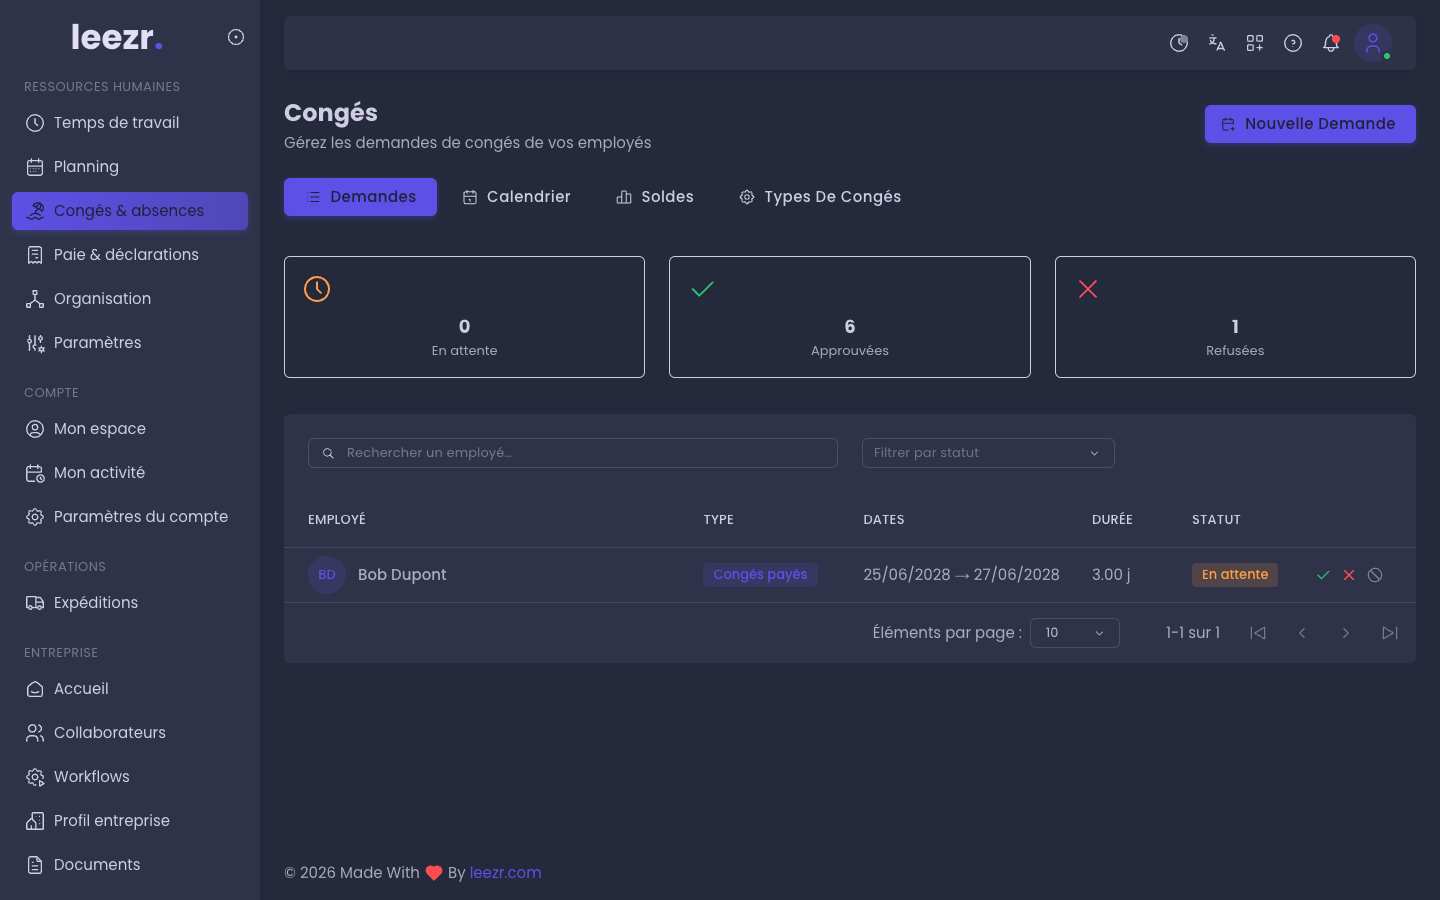 leezr.
RESSOURCES HUMAINES
Temps de travail
Planning
Congés & absences
Paie & déclarations
Organisation
Paramètres
COMPTE
Mon espace
Mon activité
Paramètres du compte
OPÉRATIONS
Expéditions
ENTREPRISE
Accueil
Collaborateurs
Workflows
Profil entreprise
Documents
Congés
Gérez les demandes de congés de vos employés
Nouvelle Demande
Demandes Calendrier Soldes Types De Congés
0
En attente
6
Approuvées
1
Refusées
Rechercher un employé... Filtrer par statut
EMPLOYÉ TYPE DATES DURÉE STATUT
BD Bob Dupont Congés payés 25/06/2028 → 27/06/2028 3.00 j En attente
Éléments par page : 10 1-1 sur 1
© 2026 Made With By leezr.com